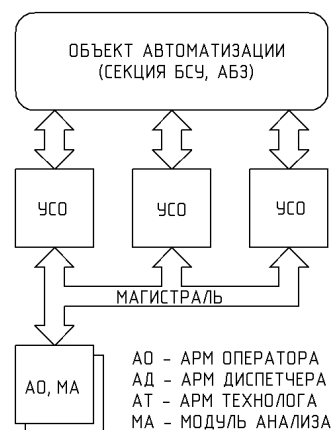 ОБЪЕКТ АВТОМАТИЗАЦИИ
(СЕКЦИЯ БСУ, АБЗ)
УСО УСО УСО
МАГИСТРАЛЬ
АО, МА
АО – АРМ ОПЕРАТОРА
АД – АРМ ДИСПЕТЧЕРА
АТ – АРМ ТЕХНОЛОГА
МА – МОДУЛЬ АНАЛИЗА